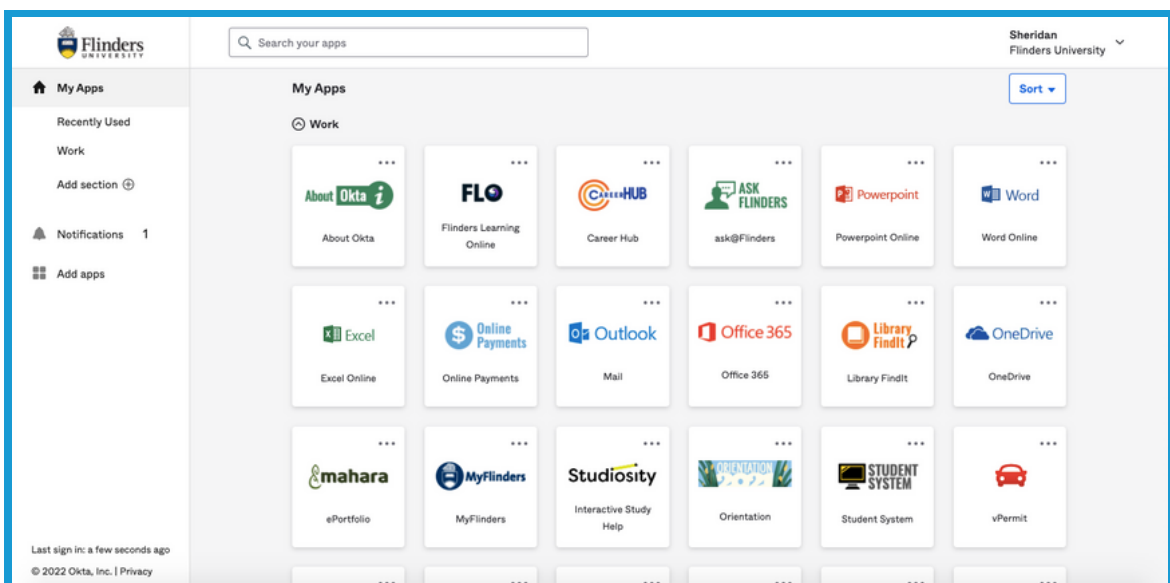 Flinders
UNIVERSITY
Search your apps
Sheridan
Flinders University
My Apps
Recently Used
Work
Add section
Notifications 1
Add apps
My Apps
Sort
Work
About Okta i
About Okta
FLO
Flinders Learning
Online
CAREERHUB
Career Hub
ASK
FLINDERS
ask@Flinders
Powerpoint
Powerpoint Online
Word
Word Online
Excel
Excel Online
Online
Payments
Online Payments
Outlook
Mail
Office 365
Office 365
Library
FindIt
Library FindIt
OneDrive
OneDrive
mahara
ePortfolio
MyFlinders
MyFlinders
Studiosity
Interactive Study
Help
ORIENTATION
Orientation
STUDENT
SYSTEM
Student System
vPermit
Last sign in: a few seconds ago
© 2022 Okta, Inc. | Privacy